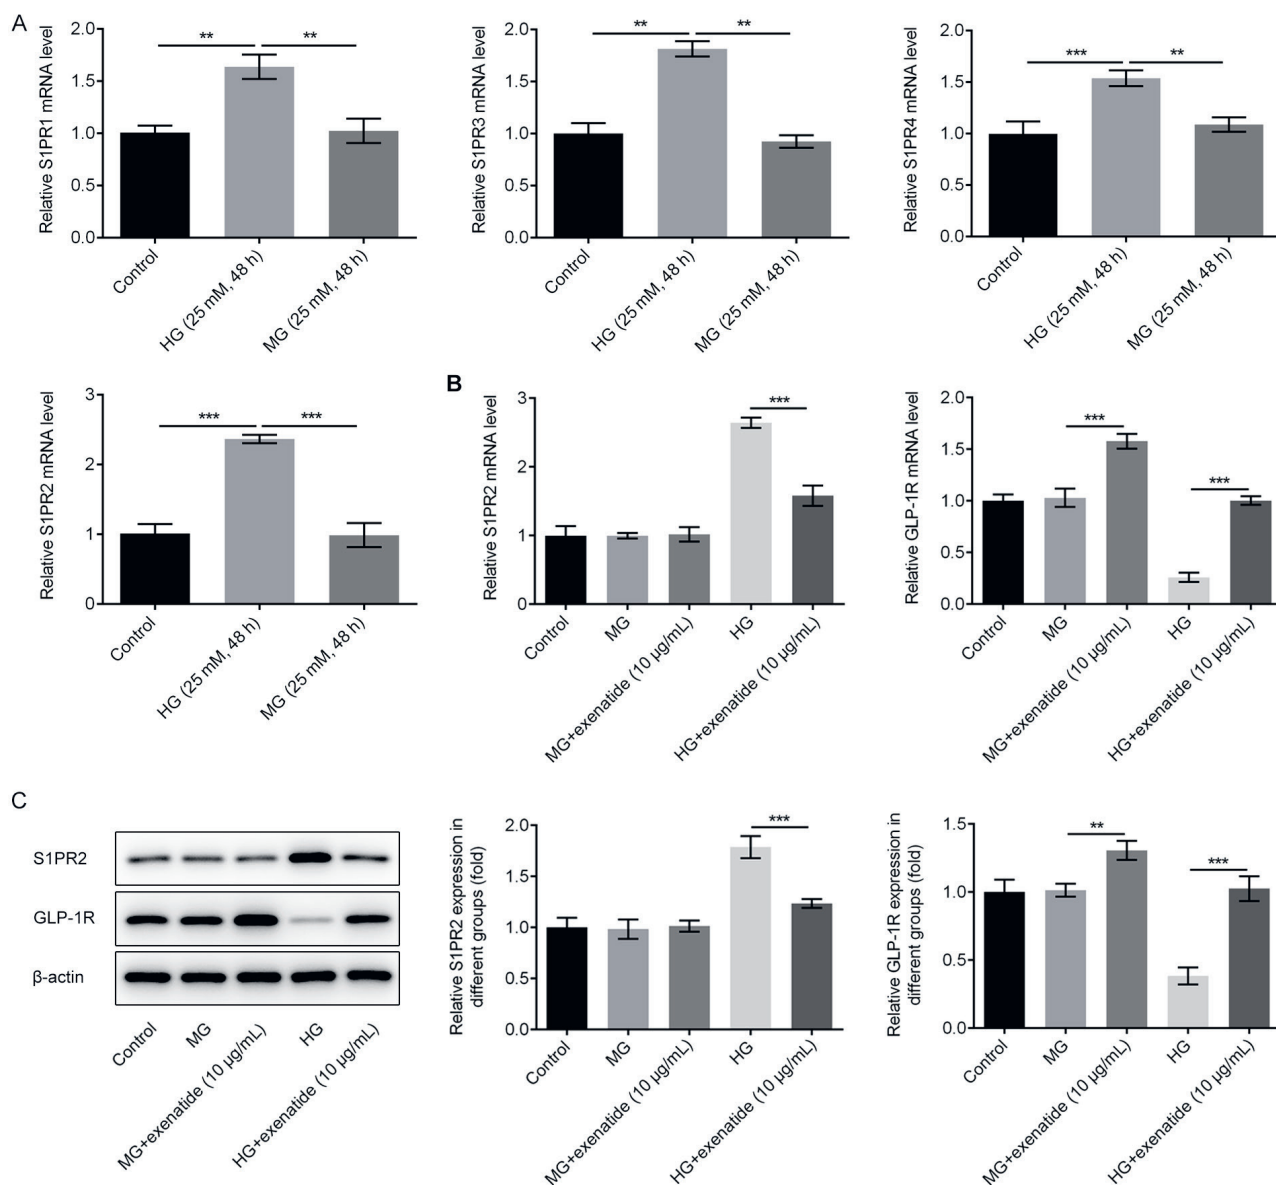 A
Relative S1PR1 mRNA level
2.0
1.5
1.0
0.5
0.0
**
**
Control
HG (25 mM, 48 h)
MG (25 mM, 48 h)
Relative S1PR3 mRNA level
2.0
1.5
1.0
0.5
0.0
**
**
Control
HG (25 mM, 48 h)
MG (25 mM, 48 h)
Relative S1PR4 mRNA level
2.0
1.5
1.0
0.5
0.0
***
**
Control
HG (25 mM, 48 h)
MG (25 mM, 48 h)
Relative S1PR2 mRNA level
3
2
1
0
***
***
Control
HG (25 mM, 48 h)
MG (25 mM, 48 h)
B
Relative S1PR2 mRNA level
3
2
1
0
***
Control
MG
MG+exenatide (10 µg/mL)
HG
HG+exenatide (10 µg/mL)
Relative GLP-1R mRNA level
2.0
1.5
1.0
0.5
0.0
***
***
Control
MG
MG+exenatide (10 µg/mL)
HG
HG+exenatide (10 µg/mL)
C
S1PR2
GLP-1R
β-actin
Control
MG
MG+exenatide (10 µg/mL)
HG
HG+exenatide (10 µg/mL)
Relative S1PR2 expression in
different groups (fold)
2.0
1.5
1.0
0.5
0.0
***
Control
MG
MG+exenatide (10 µg/mL)
HG
HG+exenatide (10 µg/mL)
Relative GLP-1R expression in
different groups (fold)
1.5
1.0
0.5
0.0
**
***
Control
MG
MG+exenatide (10 µg/mL)
HG
HG+exenatide (10 µg/mL)